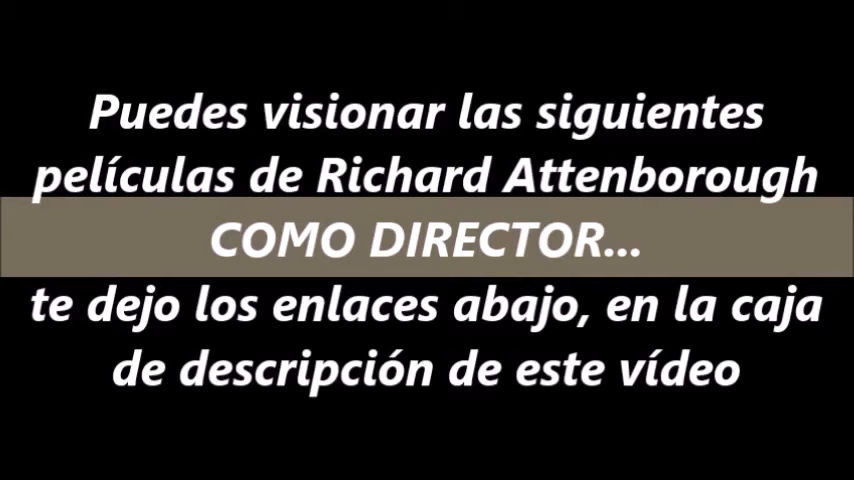 Puedes visionar las siguientes
películas de Richard Attenborough
COMO DIRECTOR...
te dejo los enlaces abajo, en la caja
de descripción de este vídeo